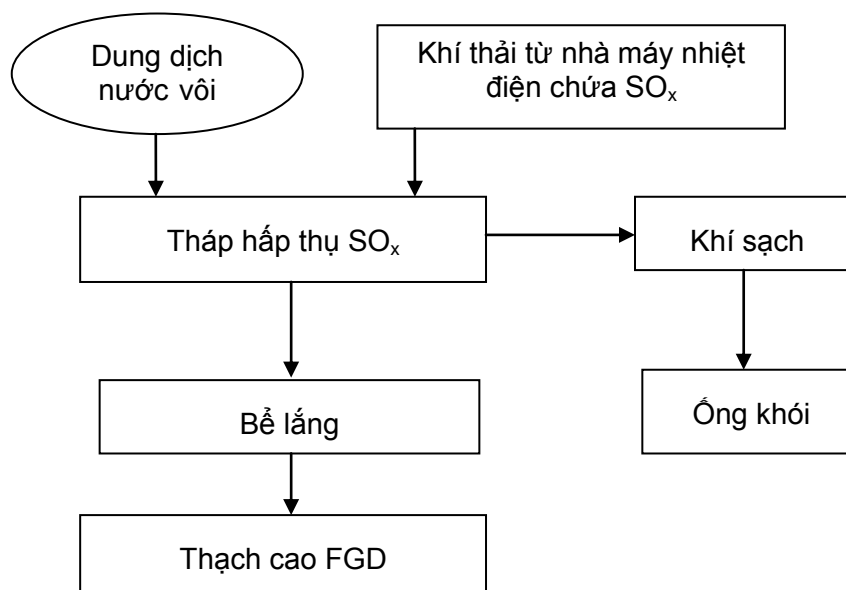 Dung dịch
nước vôi
Khí thải từ nhà máy nhiệt
điện chứa SOₓ
Tháp hấp thụ SOₓ
Khí sạch
Bể lắng
Ống khói
Thạch cao FGD